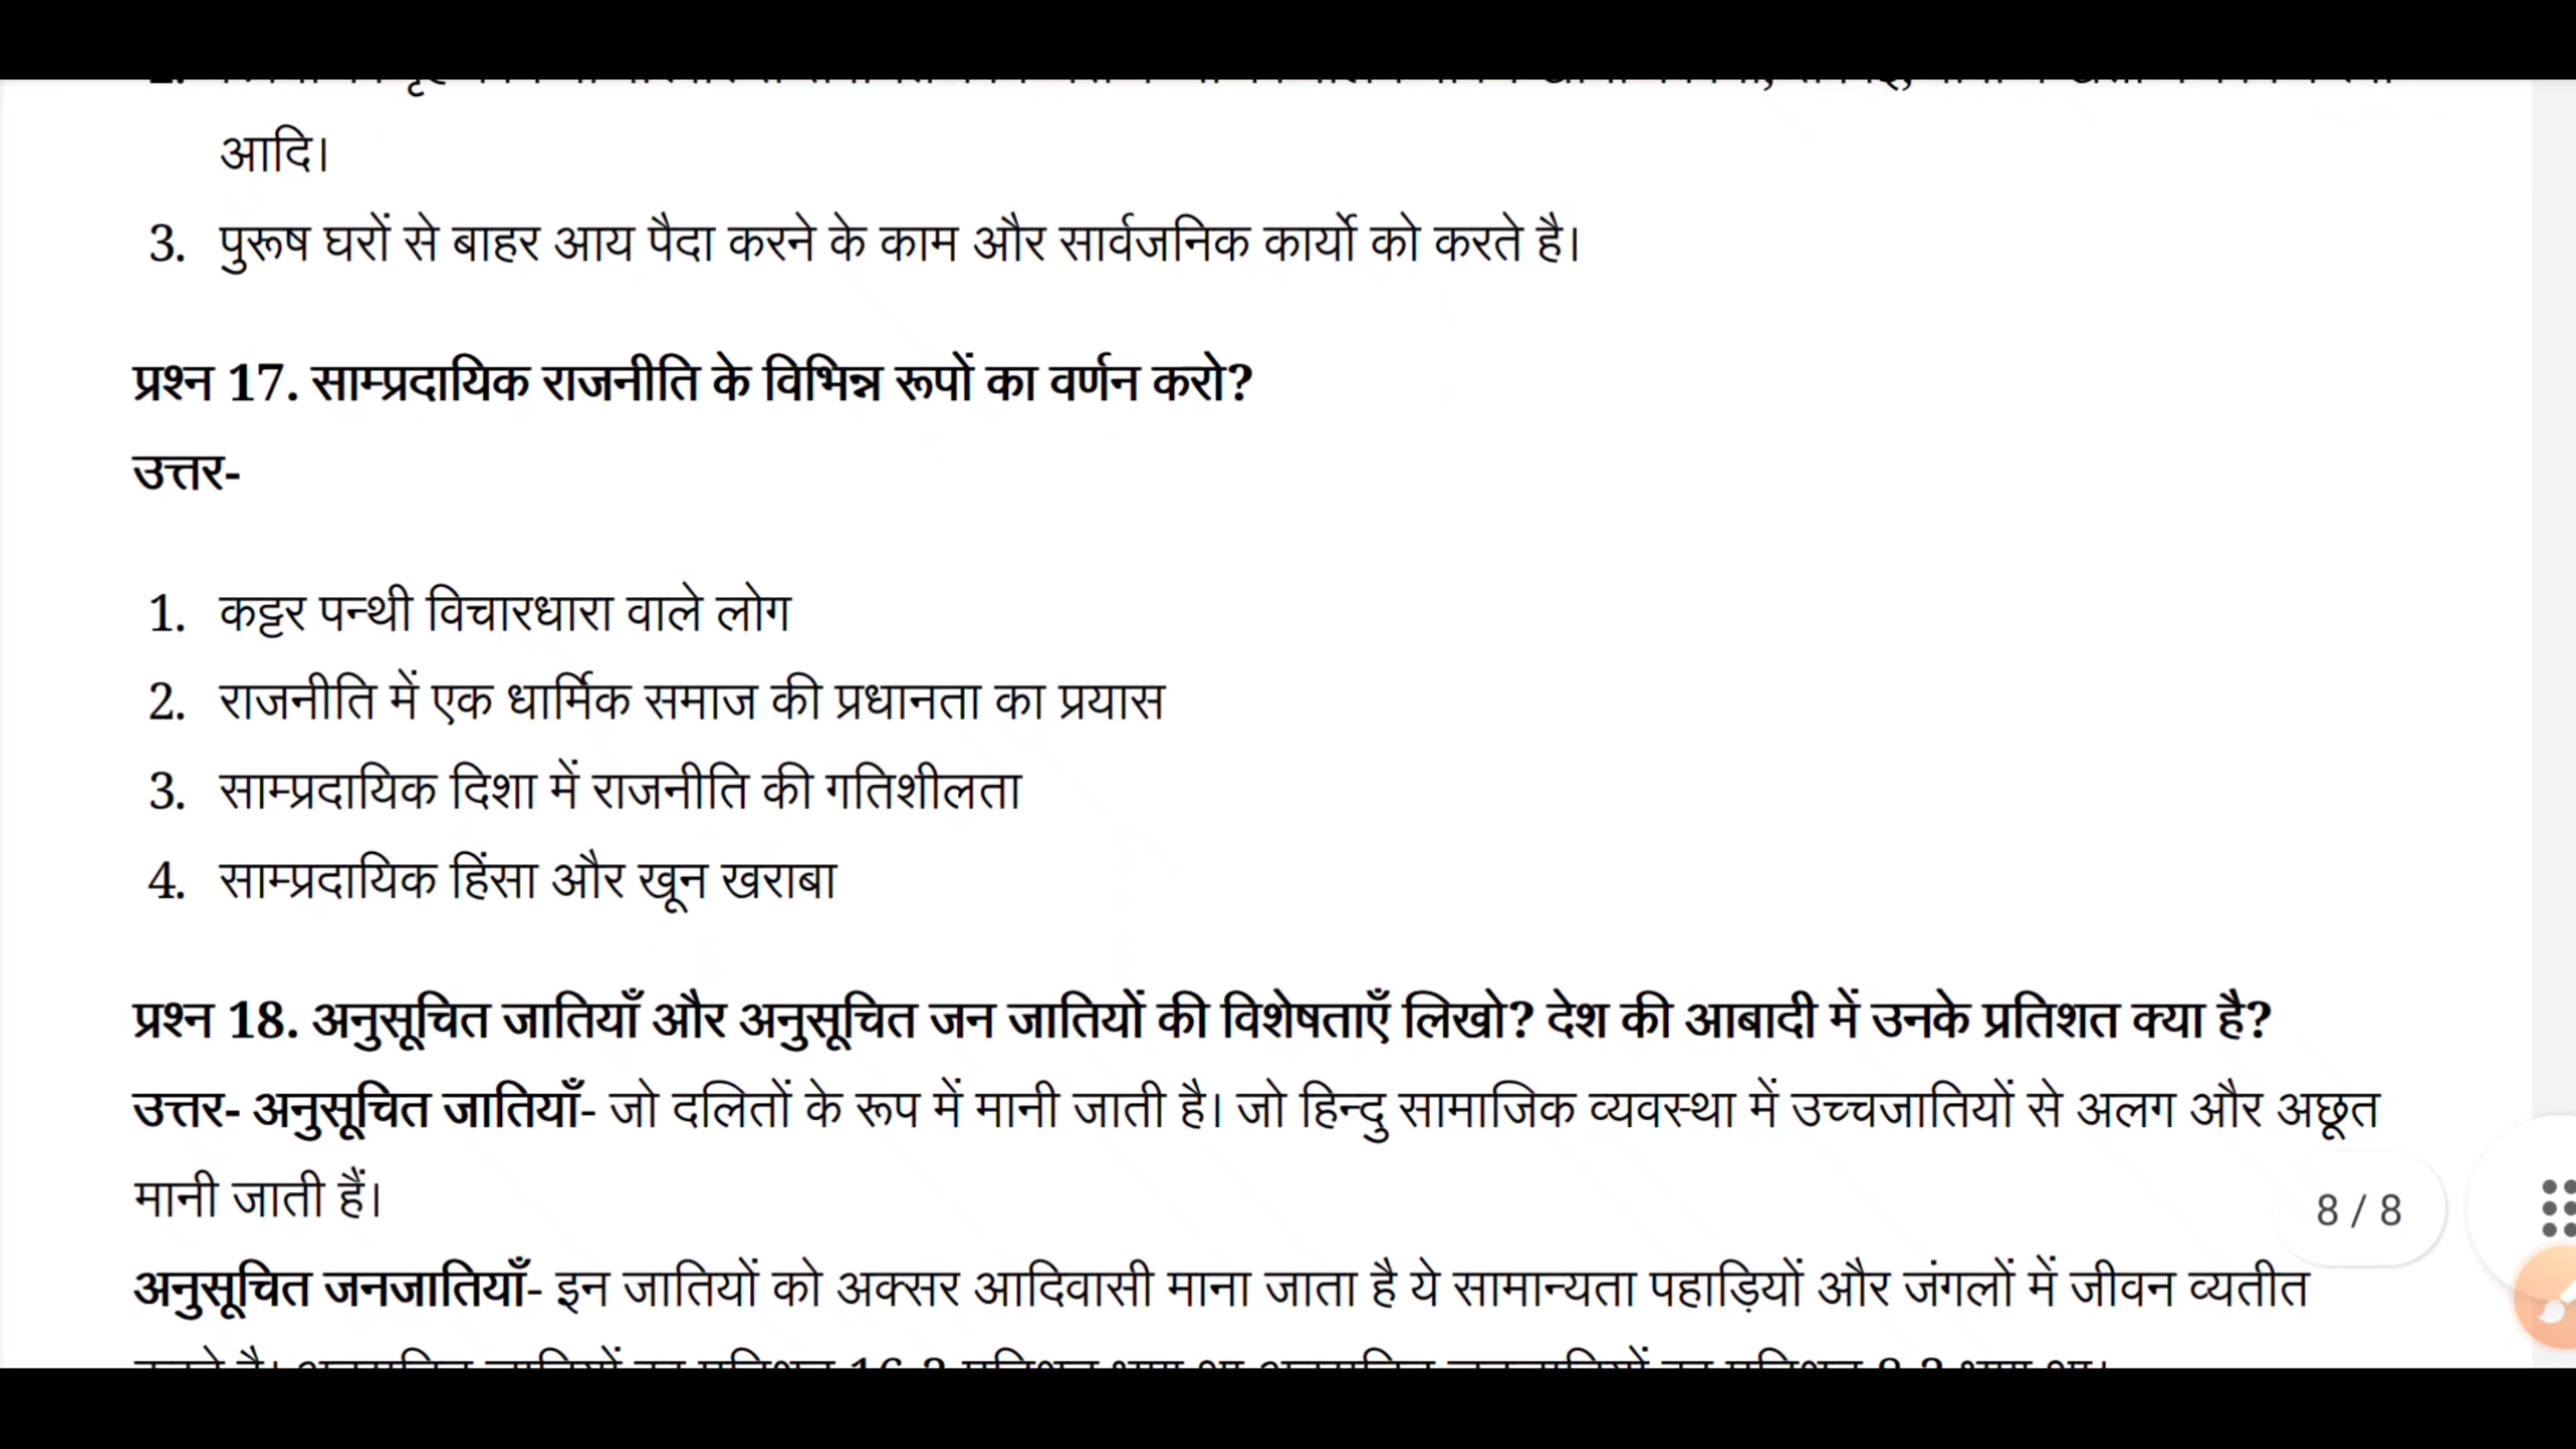 आदि।
3. पुरूष घरों से बाहर आय पैदा करने के काम और सार्वजनिक कार्यो को करते है।
प्रश्न 17. साम्प्रदायिक राजनीति के विभिन्न रूपों का वर्णन करो?
उत्तर-
1. कट्टर पन्थी विचारधारा वाले लोग
2. राजनीति में एक धार्मिक समाज की प्रधानता का प्रयास
3. साम्प्रदायिक दिशा में राजनीति की गतिशीलता
4. साम्प्रदायिक हिंसा और खून खराबा
प्रश्न 18. अनुसूचित जातियाँ और अनुसूचित जन जातियों की विशेषताएँ लिखो? देश की आबादी में उनके प्रतिशत क्या है?
उत्तर- अनुसूचित जातियाँ- जो दलितों के रूप में मानी जाती है। जो हिन्दु सामाजिक व्यवस्था में उच्चजातियों से अलग और अछूत
मानी जाती हैं।
8 / 8
अनुसूचित जनजातियाँ- इन जातियों को अक्सर आदिवासी माना जाता है ये सामान्यता पहाड़ियों और जंगलों में जीवन व्यतीत